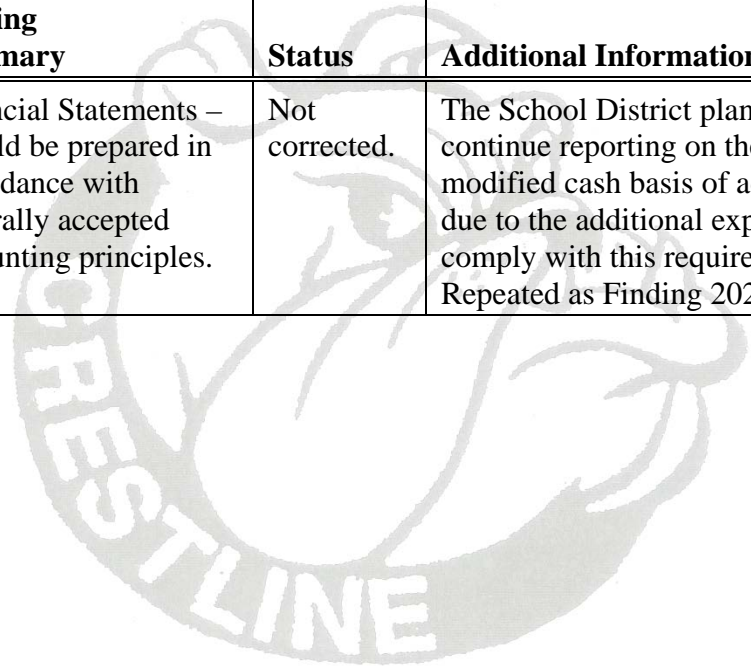 ing
mary Status Additional Information
ncial Statements – Not The School District plan
ld be prepared in corrected. continue reporting on the
dance with modified cash basis of a
rally accepted due to the additional exp
unting principles. comply with this require
Repeated as Finding 202
CRESTLINE